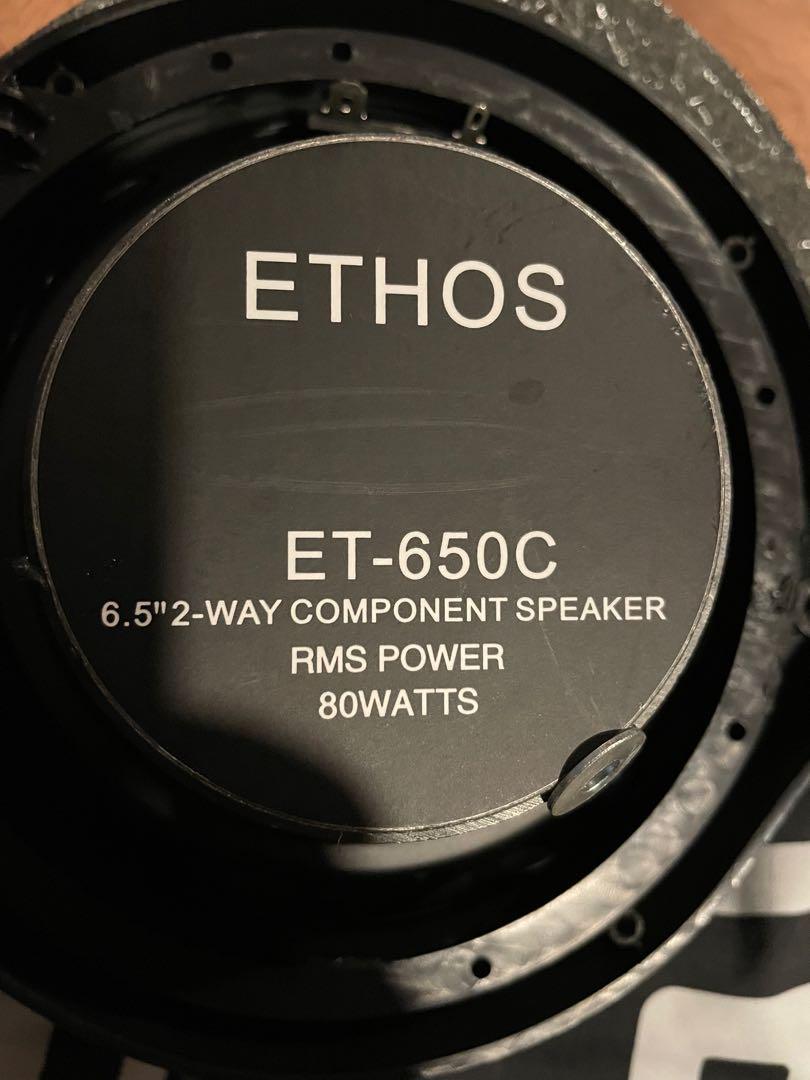 ETHOS
ET-650C
6.5" 2-WAY COMPONENT SPEAKER
RMS POWER
80WATTS